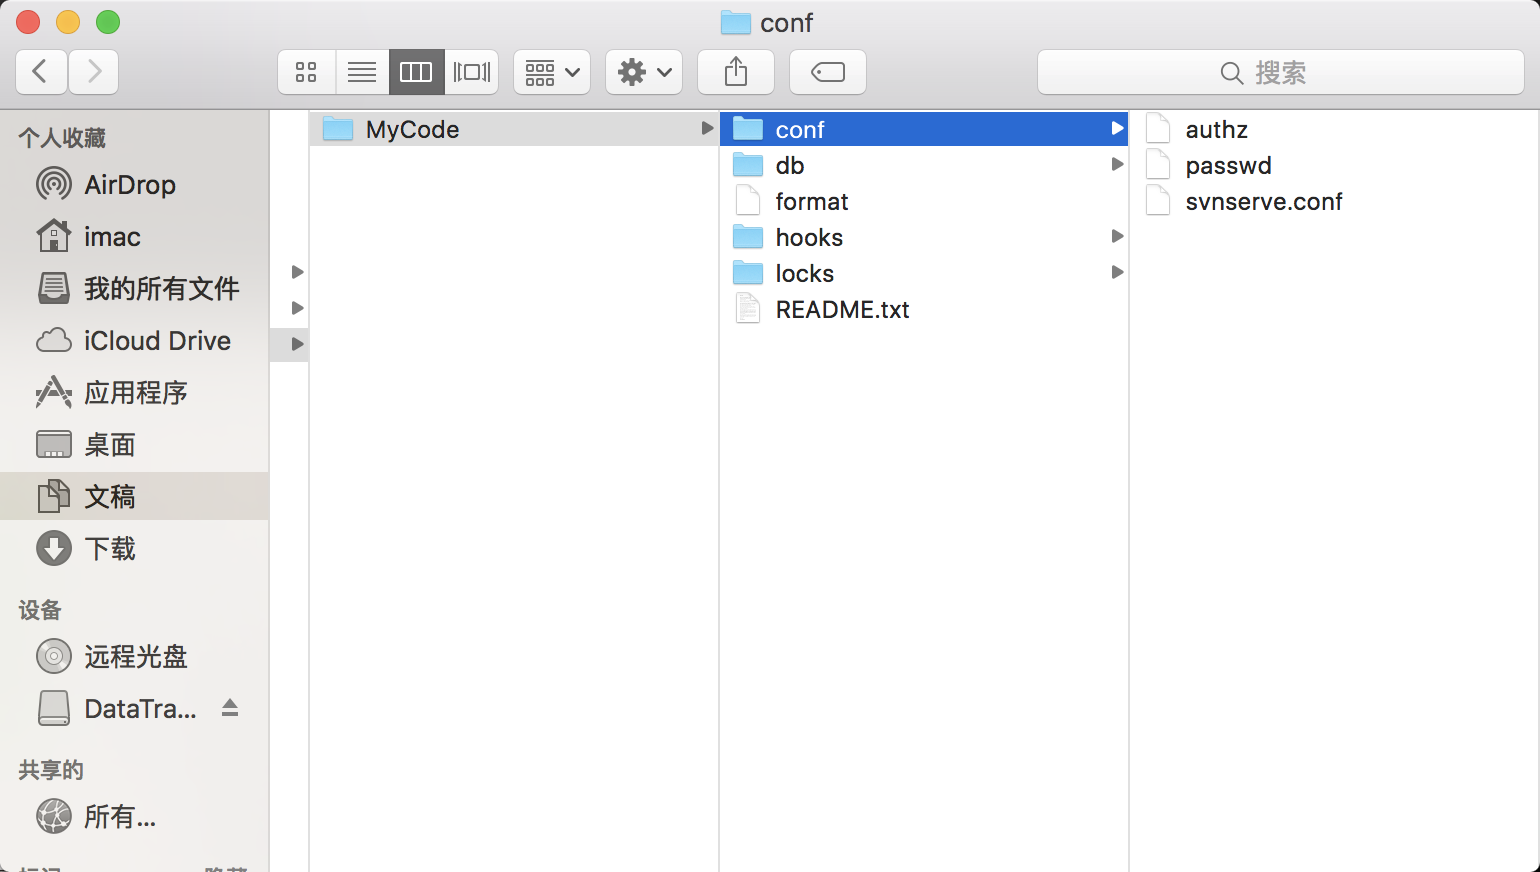 conf
搜索
个人收藏
AirDrop
imac
我的所有文件
iCloud Drive
应用程序
桌面
文稿
下载
设备
远程光盘
DataTra...
共享的
所有...
MyCode
conf
db
format
hooks
locks
README.txt
authz
passwd
svnserve.conf